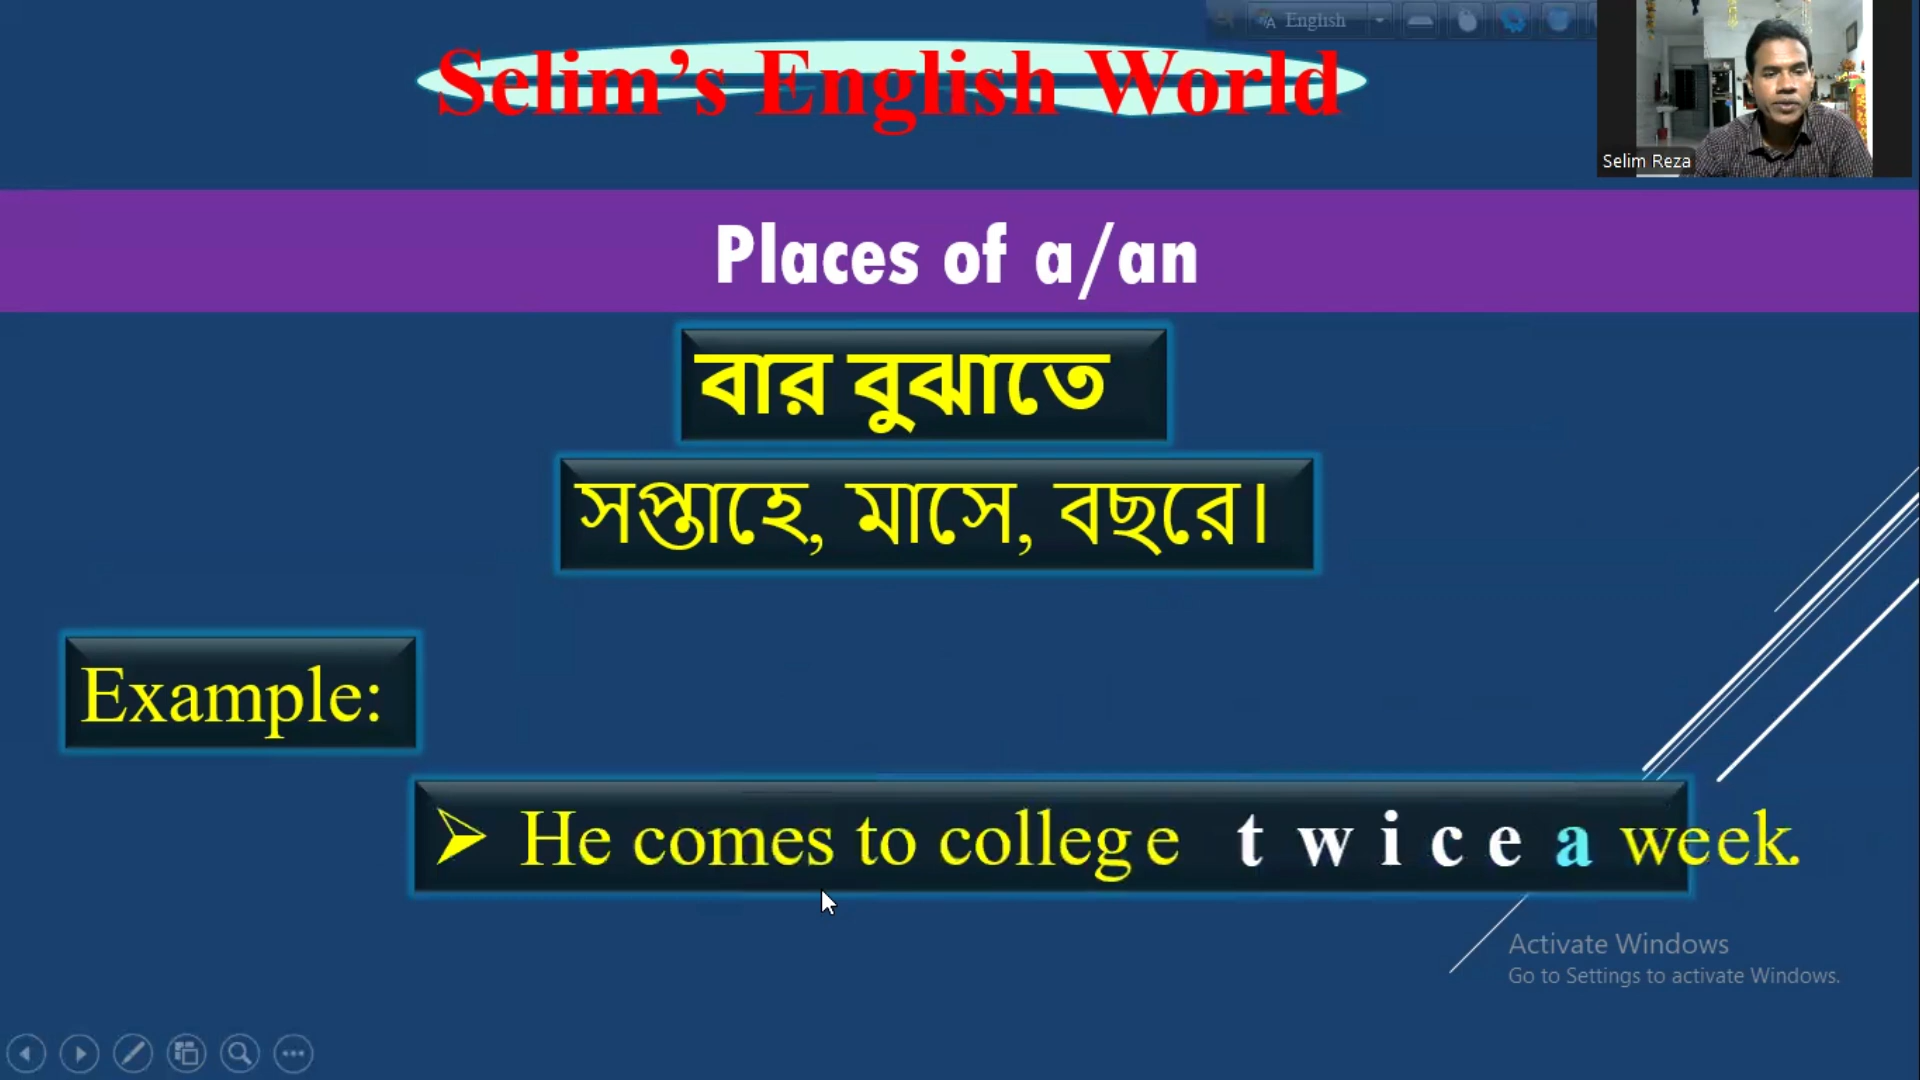 English
Selim's English World
Selim Reza
Places of a/an
বার বুঝাতে
সপ্তাহে, মাসে, বছরে।
Example:
➢ He comes to college twice a week.
Activate Windows
Go to Settings to activate Windows.